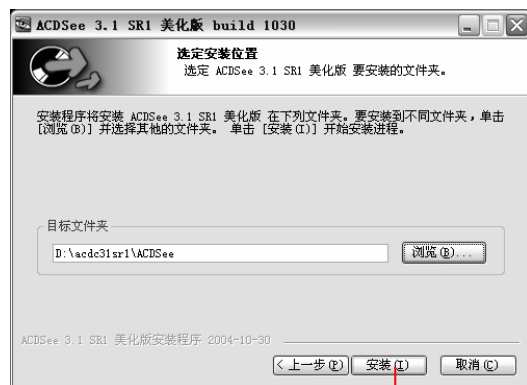 ACDSee 3.1 SR1 美化版 build 1030
选定安装位置
选定 ACDSee 3.1 SR1 美化版 要安装的文件夹。
安装程序将安装 ACDSee 3.1 SR1 美化版 在下列文件夹。要安装到不同文件夹，单击
[浏览(B)] 并选择其他的文件夹。 单击 [安装(I)] 开始安装进程。
目标文件夹
D:\acdc31sr1\ACDSee
浏览(B)...
ACDSee 3.1 SR1 美化版安装程序 2004-10-30
<上一步(P)
安装(I)
取消(C)